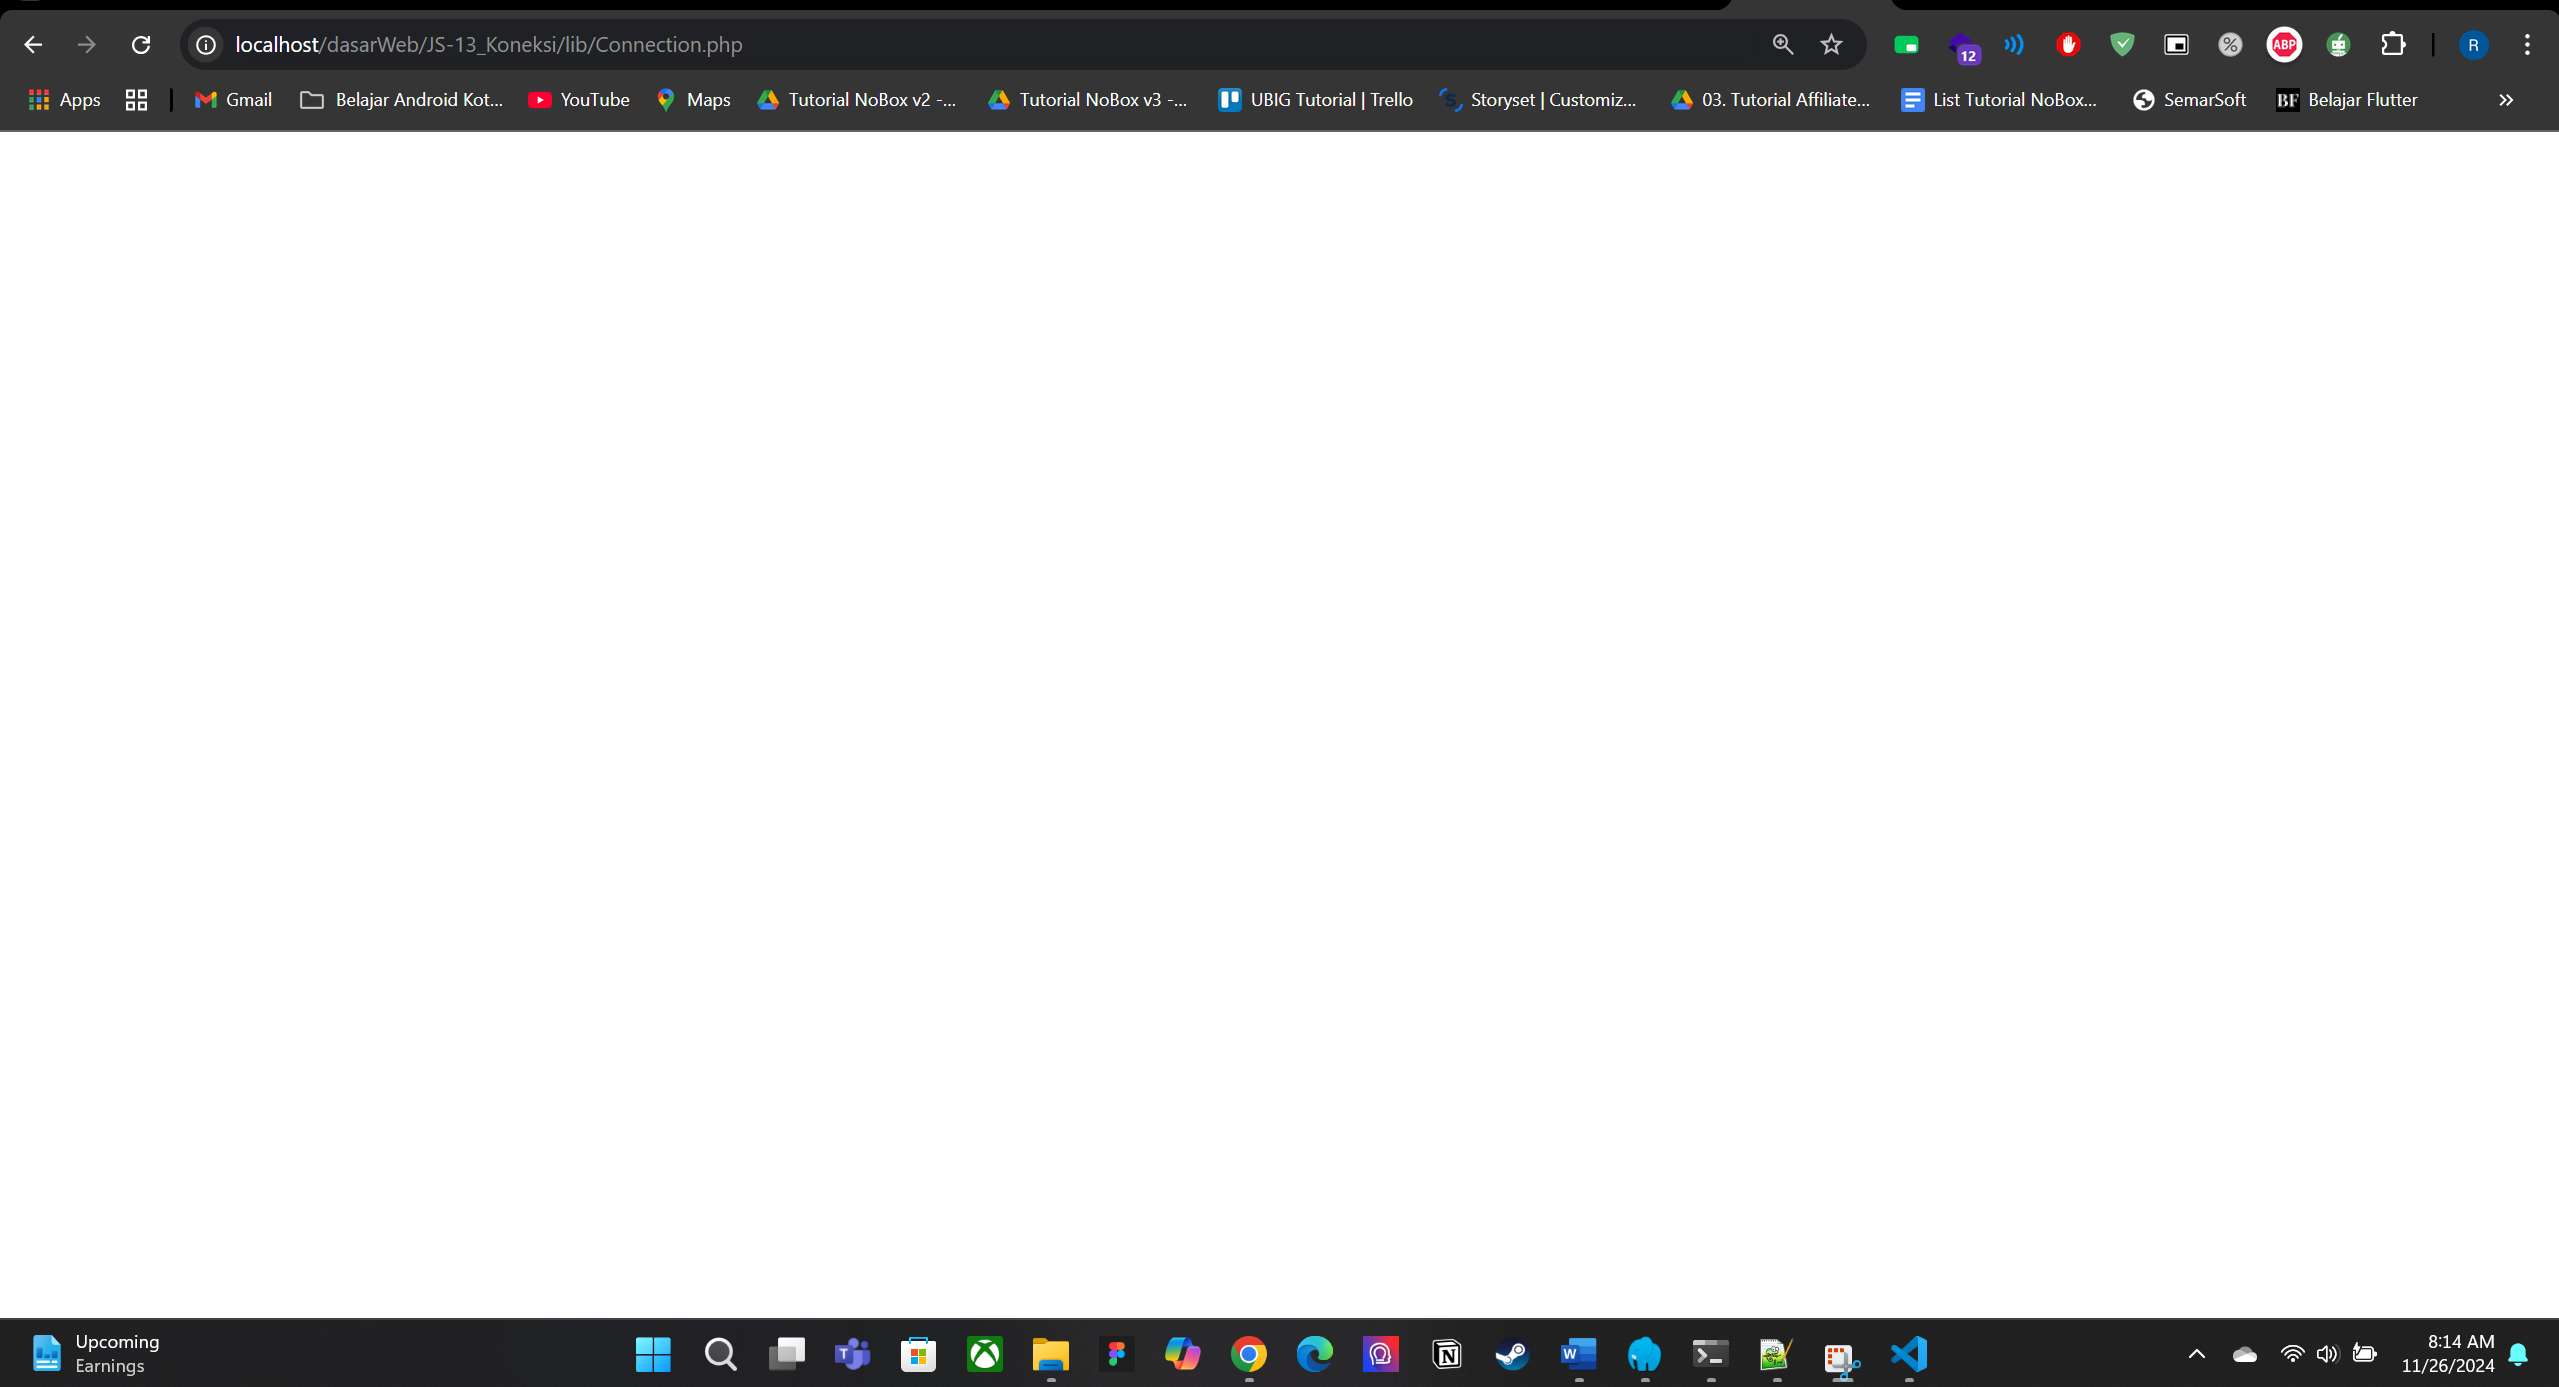 localhost/dasarWeb/JS-13_Koneksi/lib/Connection.php
12
ABP
R
Apps
Gmail
Belajar Android Kot...
YouTube
Maps
Tutorial NoBox v2 -...
Tutorial NoBox v3 -...
UBIG Tutorial | Trello
Storyset | Customiz...
03. Tutorial Affiliate...
List Tutorial NoBox...
SemarSoft
BF Belajar Flutter
Upcoming
Earnings
8:14 AM
11/26/2024